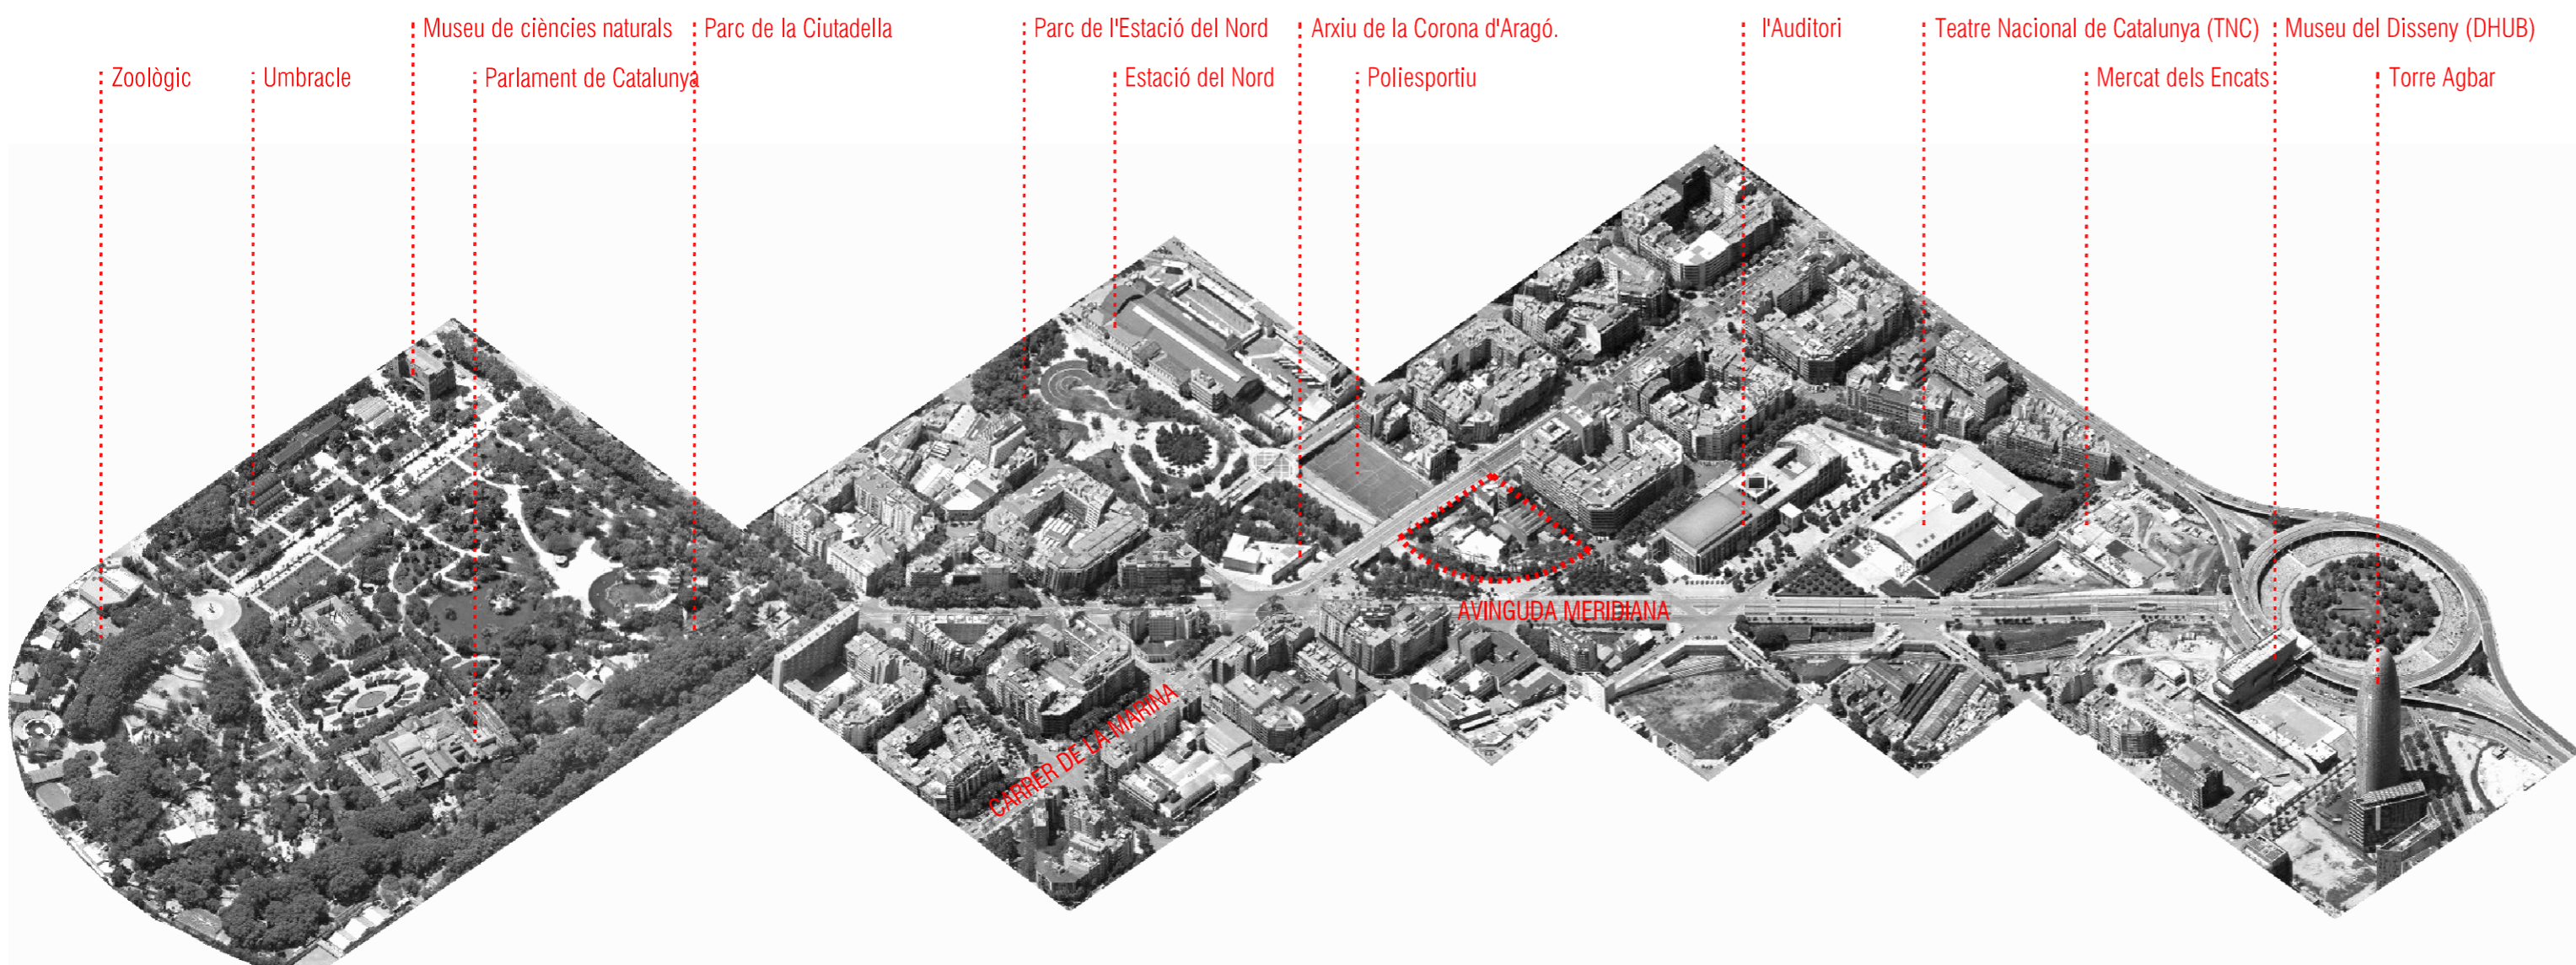 Museu de ciències naturals
Parc de la Ciutadella
Parc de l'Estació del Nord
Arxiu de la Corona d'Aragó.
l'Auditori
Teatre Nacional de Catalunya (TNC)
Museu del Disseny (DHUB)
Zoològic
Umbracle
Parlament de Catalunya
Estació del Nord
Poliesportiu
Mercat dels Encats
Torre Agbar
AVINGUDA MERIDIANA
CARRER DE LA MARINA